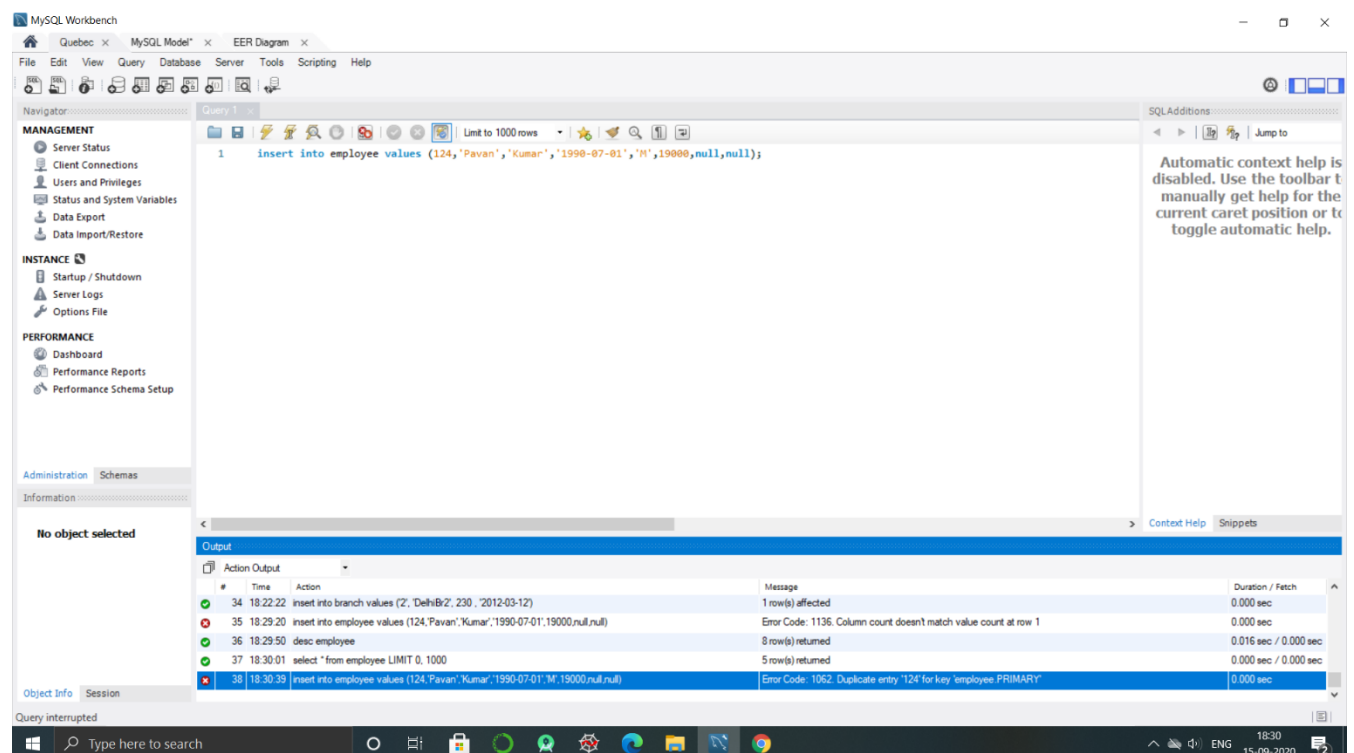 MySQL Workbench
Quebec MySQL Model* EER Diagram
File Edit View Query Database Server Tools Scripting Help
Navigator
MANAGEMENT
Server Status
Client Connections
Users and Privileges
Status and System Variables
Data Export
Data Import/Restore
INSTANCE
Startup / Shutdown
Server Logs
Options File
PERFORMANCE
Dashboard
Performance Reports
Performance Schema Setup
Administration Schemas
Information
No object selected
Object Info Session
Query 1
Limit to 1000 rows
1 insert into employee values (124,'Pavan','Kumar','1990-07-01','M',19000,null,null);
SQLAdditions
Jump to
Automatic context help is
disabled. Use the toolbar t
manually get help for the
current caret position or to
toggle automatic help.
Context Help Snippets
Output
Action Output
# Time Action Message Duration / Fetch
34 18:22:22 insert into branch values ('2', 'DelhiBr2', 230 , '2012-03-12') 1 row(s) affected 0.000 sec
35 18:29:20 insert into employee values (124,'Pavan','Kumar','1990-07-01',19000,null,null) Error Code: 1136. Column count doesn't match value count at row 1 0.000 sec
36 18:29:50 desc employee 8 row(s) returned 0.016 sec / 0.000 sec
37 18:30:01 select * from employee LIMIT 0, 1000 5 row(s) returned 0.000 sec / 0.000 sec
38 18:30:39 insert into employee values (124,'Pavan','Kumar','1990-07-01','M',19000,null,null) Error Code: 1062. Duplicate entry '124' for key 'employee.PRIMARY' 0.000 sec
Query interrupted
Type here to search
ENG
18:30
15-09-2020